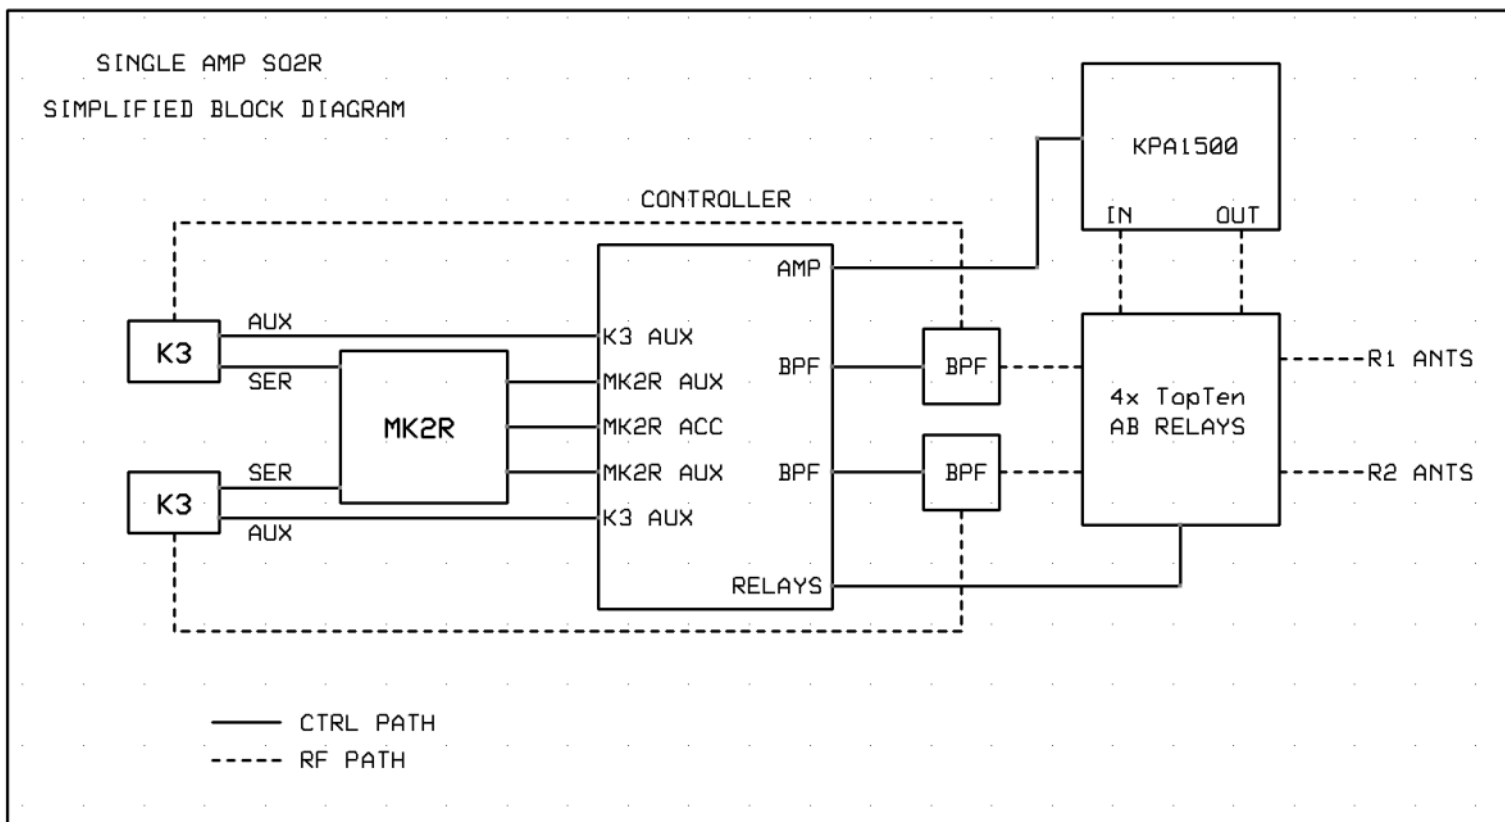 SINGLE AMP SO2R
SIMPLIFIED BLOCK DIAGRAM
KPA1500
IN OUT
CONTROLLER
AMP
AUX
K3
SER
K3 AUX
MK2R AUX
MK2R ACC
MK2R AUX
K3 AUX
BPF
BPF
RELAYS
MK2R
SER
K3
AUX
BPF
BPF
4x TopTen
AB RELAYS
R1 ANTS
R2 ANTS
CTRL PATH
RF PATH